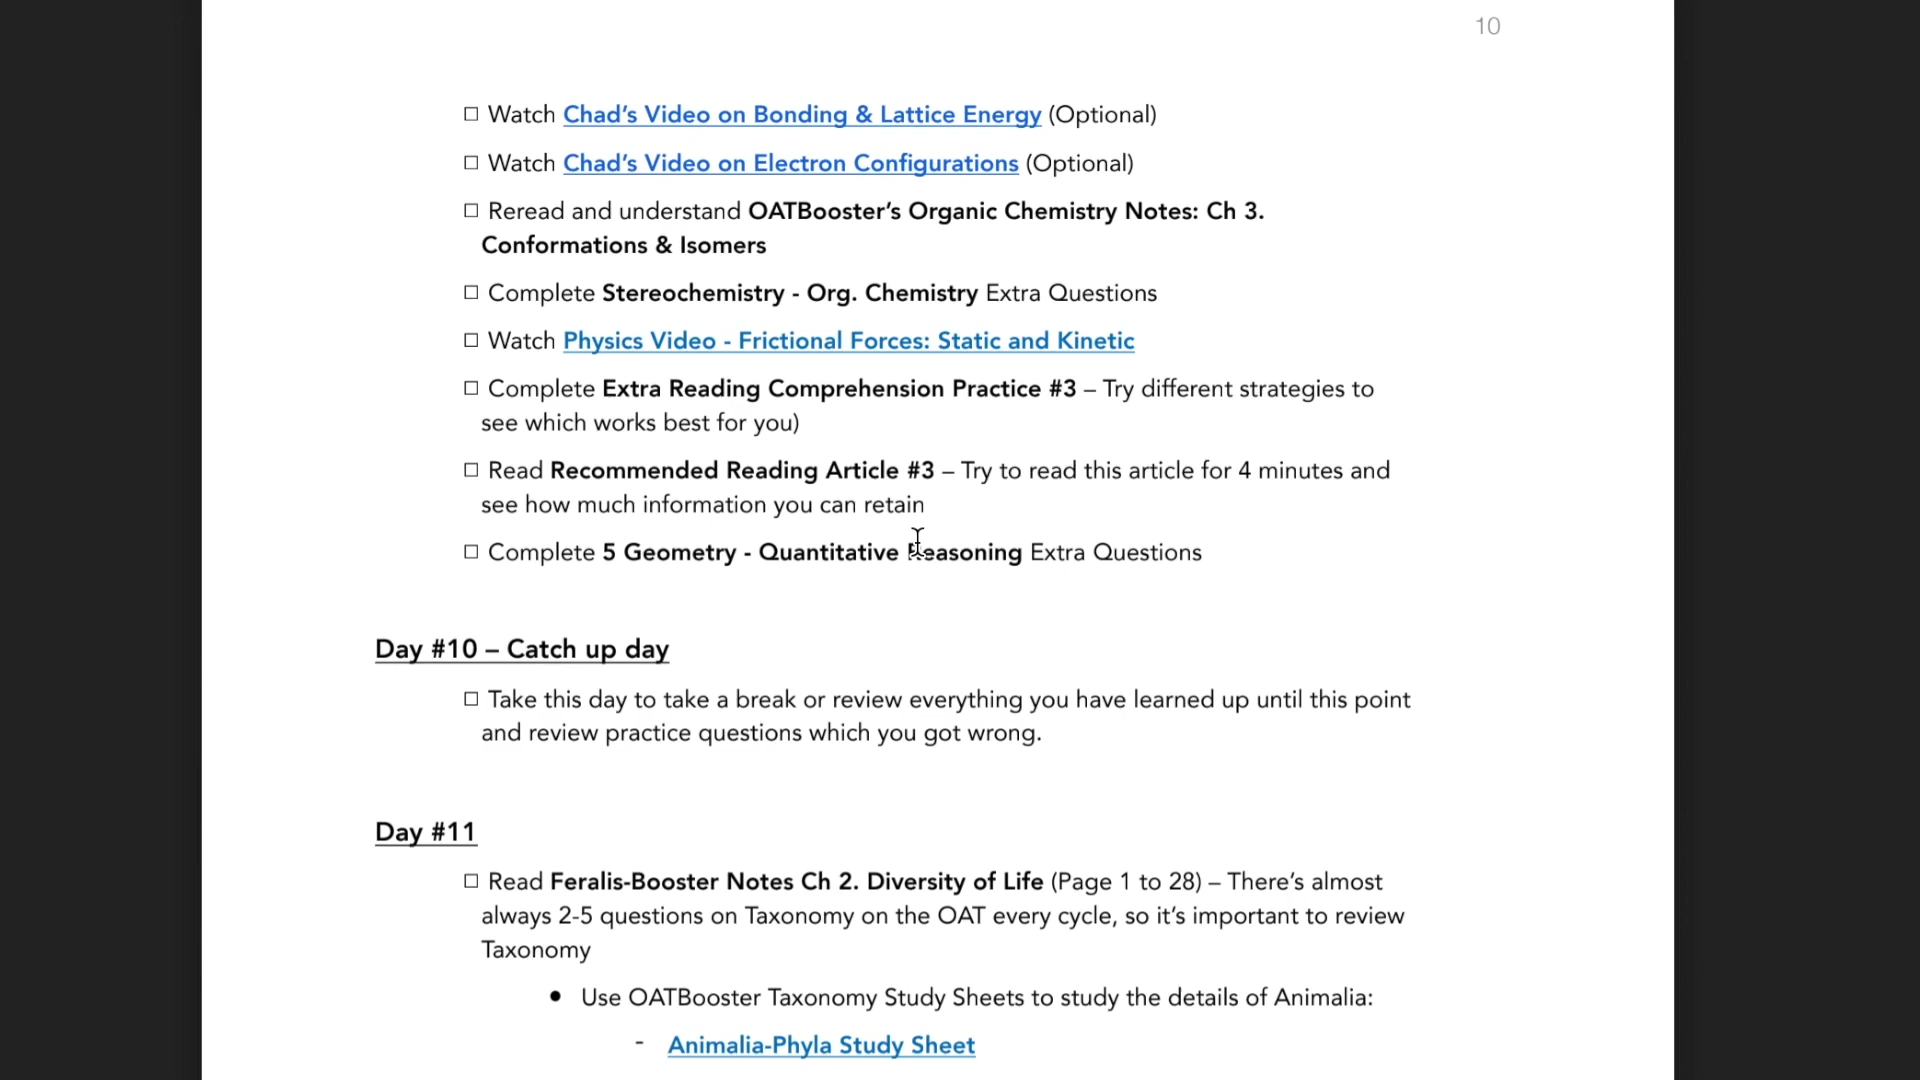 10
☐ Watch Chad’s Video on Bonding & Lattice Energy (Optional)
☐ Watch Chad’s Video on Electron Configurations (Optional)
☐ Reread and understand OATBooster’s Organic Chemistry Notes: Ch 3.
Conformations & Isomers
☐ Complete Stereochemistry - Org. Chemistry Extra Questions
☐ Watch Physics Video - Frictional Forces: Static and Kinetic
☐ Complete Extra Reading Comprehension Practice #3 – Try different strategies to
see which works best for you)
☐ Read Recommended Reading Article #3 – Try to read this article for 4 minutes and
see how much information you can retain
☐ Complete 5 Geometry - Quantitative Reasoning Extra Questions
Day #10 – Catch up day
☐ Take this day to take a break or review everything you have learned up until this point
and review practice questions which you got wrong.
Day #11
☐ Read Feralis-Booster Notes Ch 2. Diversity of Life (Page 1 to 28) – There’s almost
always 2-5 questions on Taxonomy on the OAT every cycle, so it’s important to review
Taxonomy
● Use OATBooster Taxonomy Study Sheets to study the details of Animalia:
- Animalia-Phyla Study Sheet